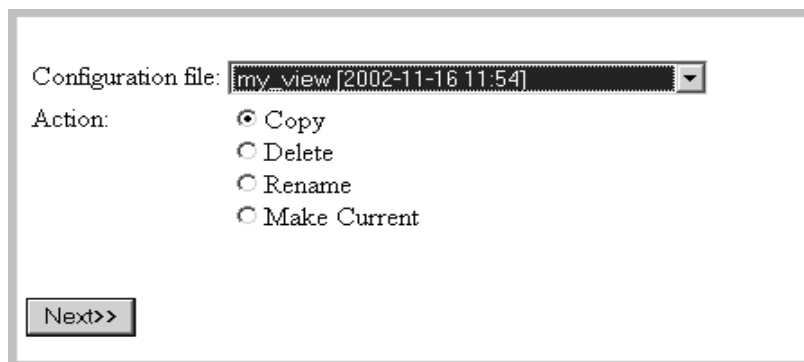 Configuration file: my_view [2002-11-16 11:54]
Action: Copy
Delete
Rename
Make Current
Next>>